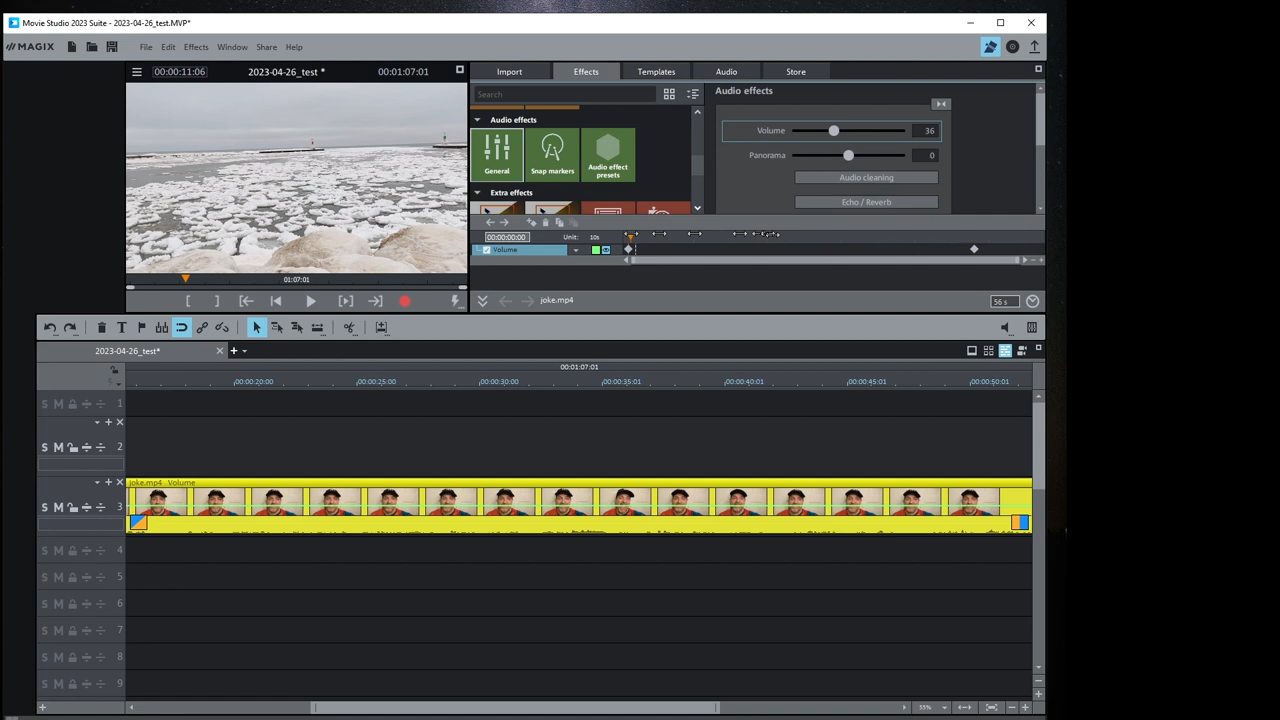 Movie Studio 2023 Suite - 2023-04-26_test.MVP*
MAGIX File Edit Effects Window Share Help
00:00:11:06 2023-04-26_test * 00:01:07:01
Import Effects Templates Audio Store
Search
Audio effects
Audio effects
General Snap markers Audio effect presets
Extra effects
Volume 36
Panorama 0
Audio cleaning
Echo / Reverb
00:00:00:00 Unit: 10s
Volume
01:07:01
joke.mp4 56 s
2023-04-26_test*
00:01:07:01
00:00:20:00 00:00:25:00 00:00:30:00 00:00:35:01 00:00:40:01 00:00:45:01 00:00:50:01
S M 1
S M 2
joke.mp4 Volume
S M 3
S M 4
S M 5
S M 6
S M 7
S M 8
S M 9
55%